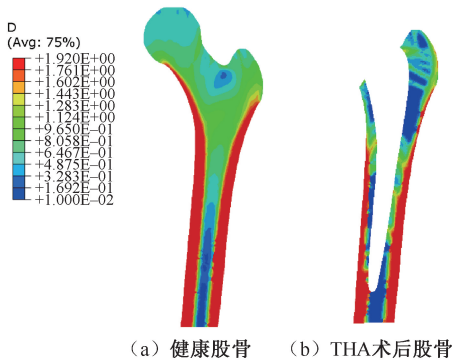 D
(Avg: 75%)
+1.920E+00
+1.761E+00
+1.602E+00
+1.443E+00
+1.283E+00
+1.124E+00
+9.650E–01
+8.058E–01
+6.467E–01
+4.875E–01
+3.283E–01
+1.692E–01
+1.000E–02
（a）健康股骨
（b）THA术后股骨